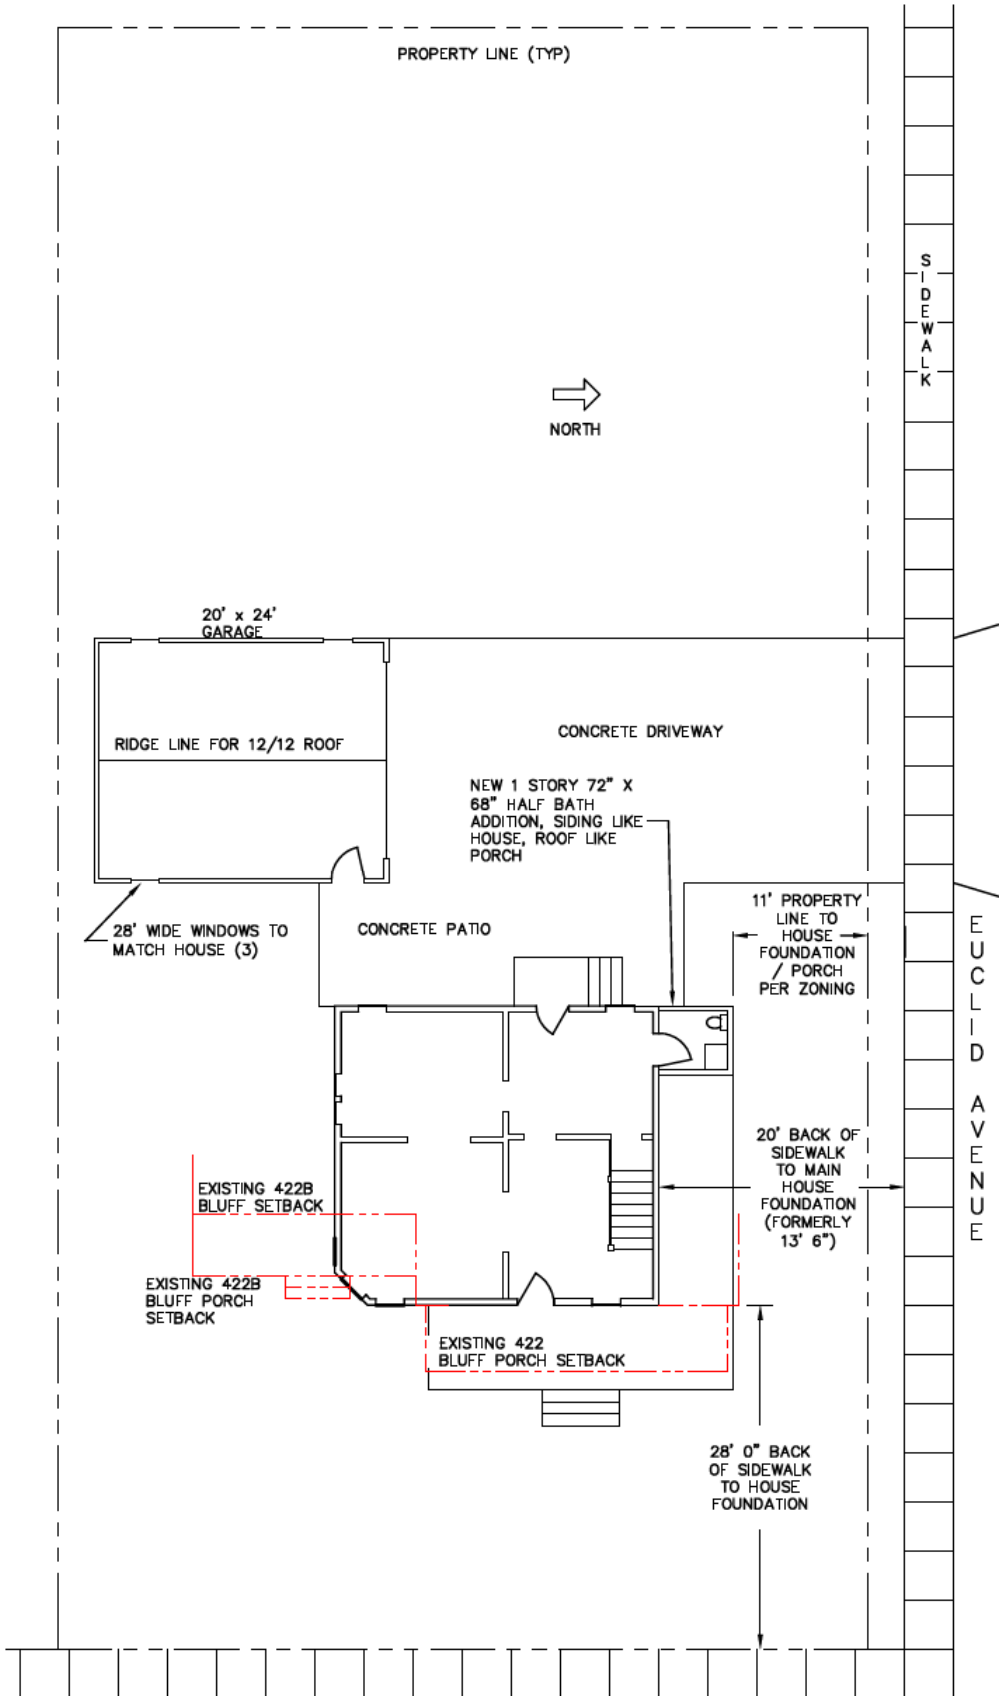 PROPERTY LINE (TYP)
SIDEWALK
NORTH
20' x 24'
GARAGE
RIDGE LINE FOR 12/12 ROOF
CONCRETE DRIVEWAY
NEW 1 STORY 72" X
68" HALF BATH
ADDITION, SIDING LIKE
HOUSE, ROOF LIKE
PORCH
28' WIDE WINDOWS TO
MATCH HOUSE (3)
CONCRETE PATIO
11' PROPERTY
LINE TO
HOUSE
FOUNDATION
/ PORCH
PER ZONING
EUCLID AVENUE
20' BACK OF
SIDEWALK
TO MAIN
HOUSE
FOUNDATION
(FORMERLY
13' 6")
EXISTING 422B
BLUFF SETBACK
EXISTING 422B
BLUFF PORCH
SETBACK
EXISTING 422
BLUFF PORCH SETBACK
28' 0" BACK
OF SIDEWALK
TO HOUSE
FOUNDATION